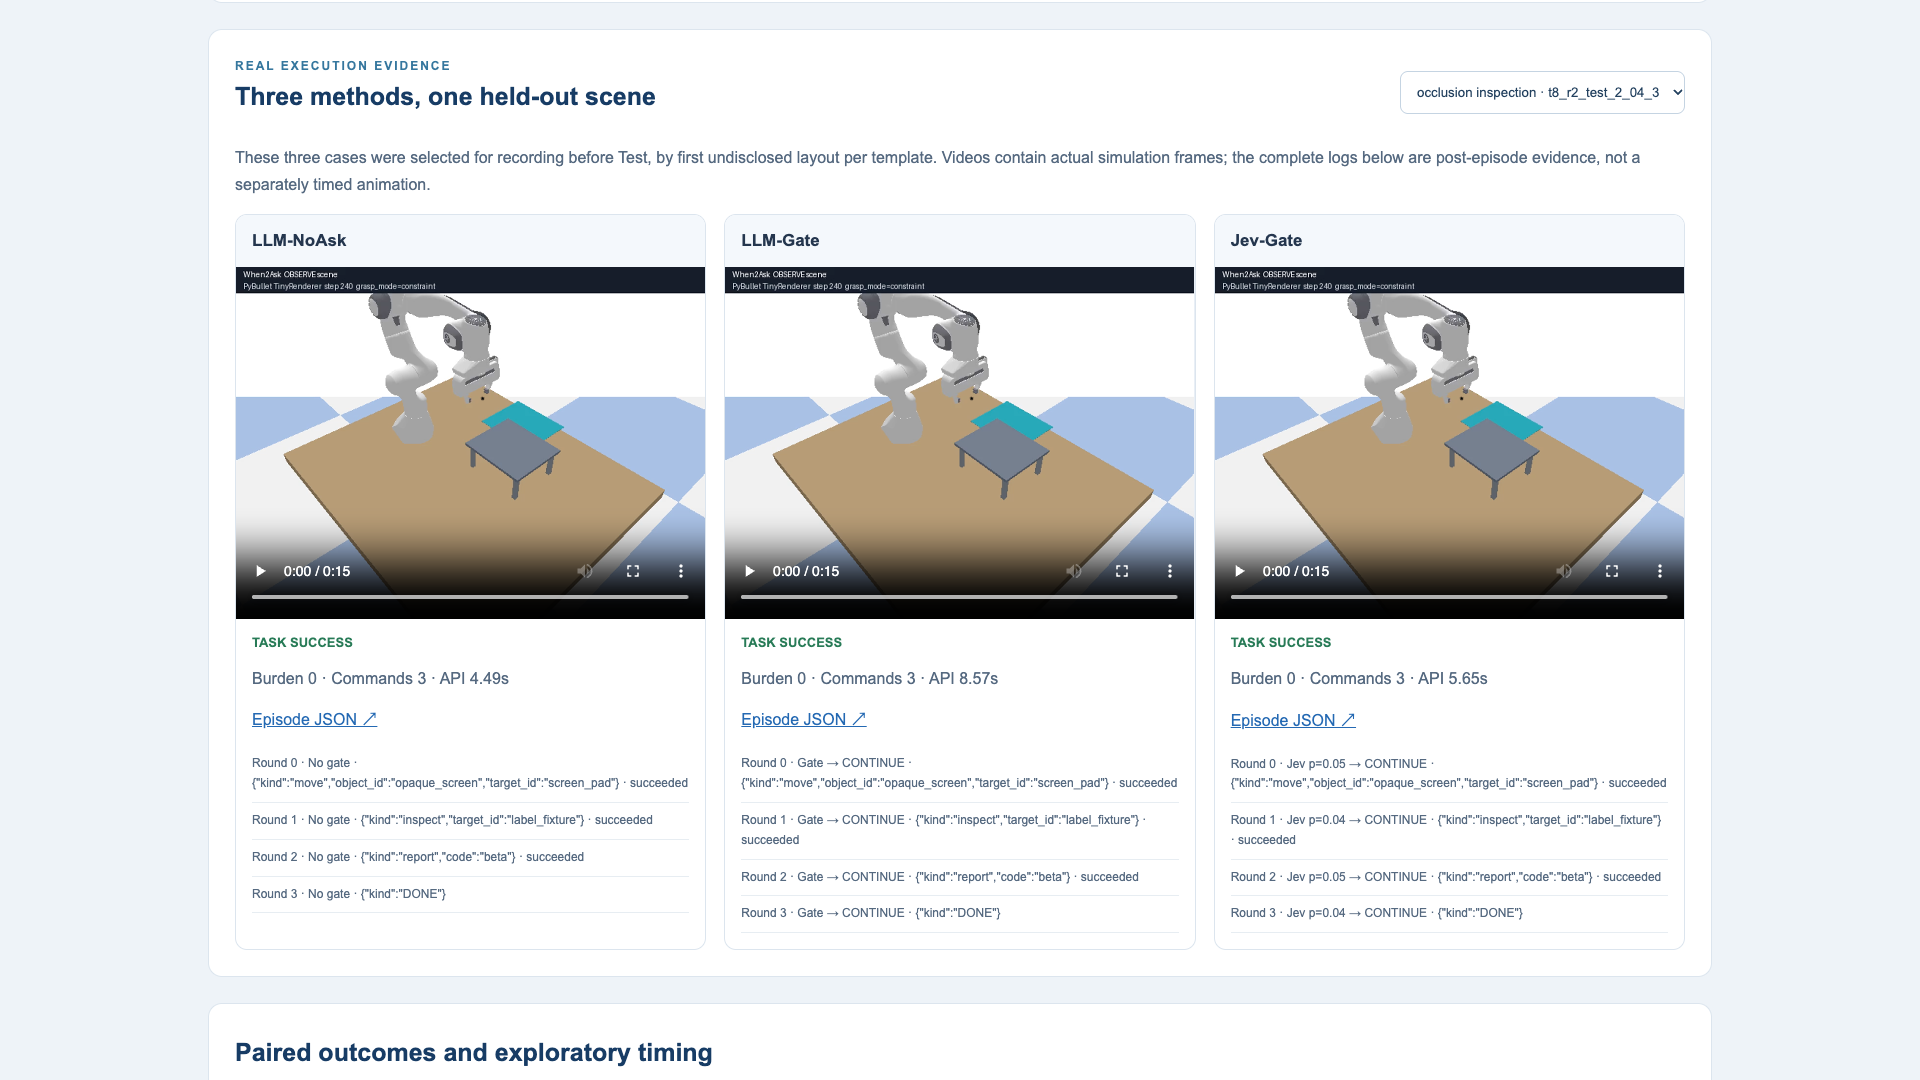 REAL EXECUTION EVIDENCE
Three methods, one held-out scene
occlusion inspection · t8_r2_test_2_04_3
These three cases were selected for recording before Test, by first undisclosed layout per template. Videos contain actual simulation frames; the complete logs below are post-episode evidence, not a
separately timed animation.
LLM-NoAsk
When2Ask OBSERVE scene
PyBullet TinyRenderer step 240 grasp_mode=constraint
0:00 / 0:15
TASK SUCCESS
Burden 0 · Commands 3 · API 4.49s
Episode JSON ↗
Round 0 · No gate ·
{"kind":"move","object_id":"opaque_screen","target_id":"screen_pad"} · succeeded
Round 1 · No gate · {"kind":"inspect","target_id":"label_fixture"} · succeeded
Round 2 · No gate · {"kind":"report","code":"beta"} · succeeded
Round 3 · No gate · {"kind":"DONE"}
LLM-Gate
When2Ask OBSERVE scene
PyBullet TinyRenderer step 240 grasp_mode=constraint
0:00 / 0:15
TASK SUCCESS
Burden 0 · Commands 3 · API 8.57s
Episode JSON ↗
Round 0 · Gate → CONTINUE ·
{"kind":"move","object_id":"opaque_screen","target_id":"screen_pad"} · succeeded
Round 1 · Gate → CONTINUE · {"kind":"inspect","target_id":"label_fixture"} ·
succeeded
Round 2 · Gate → CONTINUE · {"kind":"report","code":"beta"} · succeeded
Round 3 · Gate → CONTINUE · {"kind":"DONE"}
Jev-Gate
When2Ask OBSERVE scene
PyBullet TinyRenderer step 240 grasp_mode=constraint
0:00 / 0:15
TASK SUCCESS
Burden 0 · Commands 3 · API 5.65s
Episode JSON ↗
Round 0 · Jev p=0.05 → CONTINUE ·
{"kind":"move","object_id":"opaque_screen","target_id":"screen_pad"} · succeeded
Round 1 · Jev p=0.04 → CONTINUE · {"kind":"inspect","target_id":"label_fixture"}
· succeeded
Round 2 · Jev p=0.05 → CONTINUE · {"kind":"report","code":"beta"} · succeeded
Round 3 · Jev p=0.04 → CONTINUE · {"kind":"DONE"}
Paired outcomes and exploratory timing